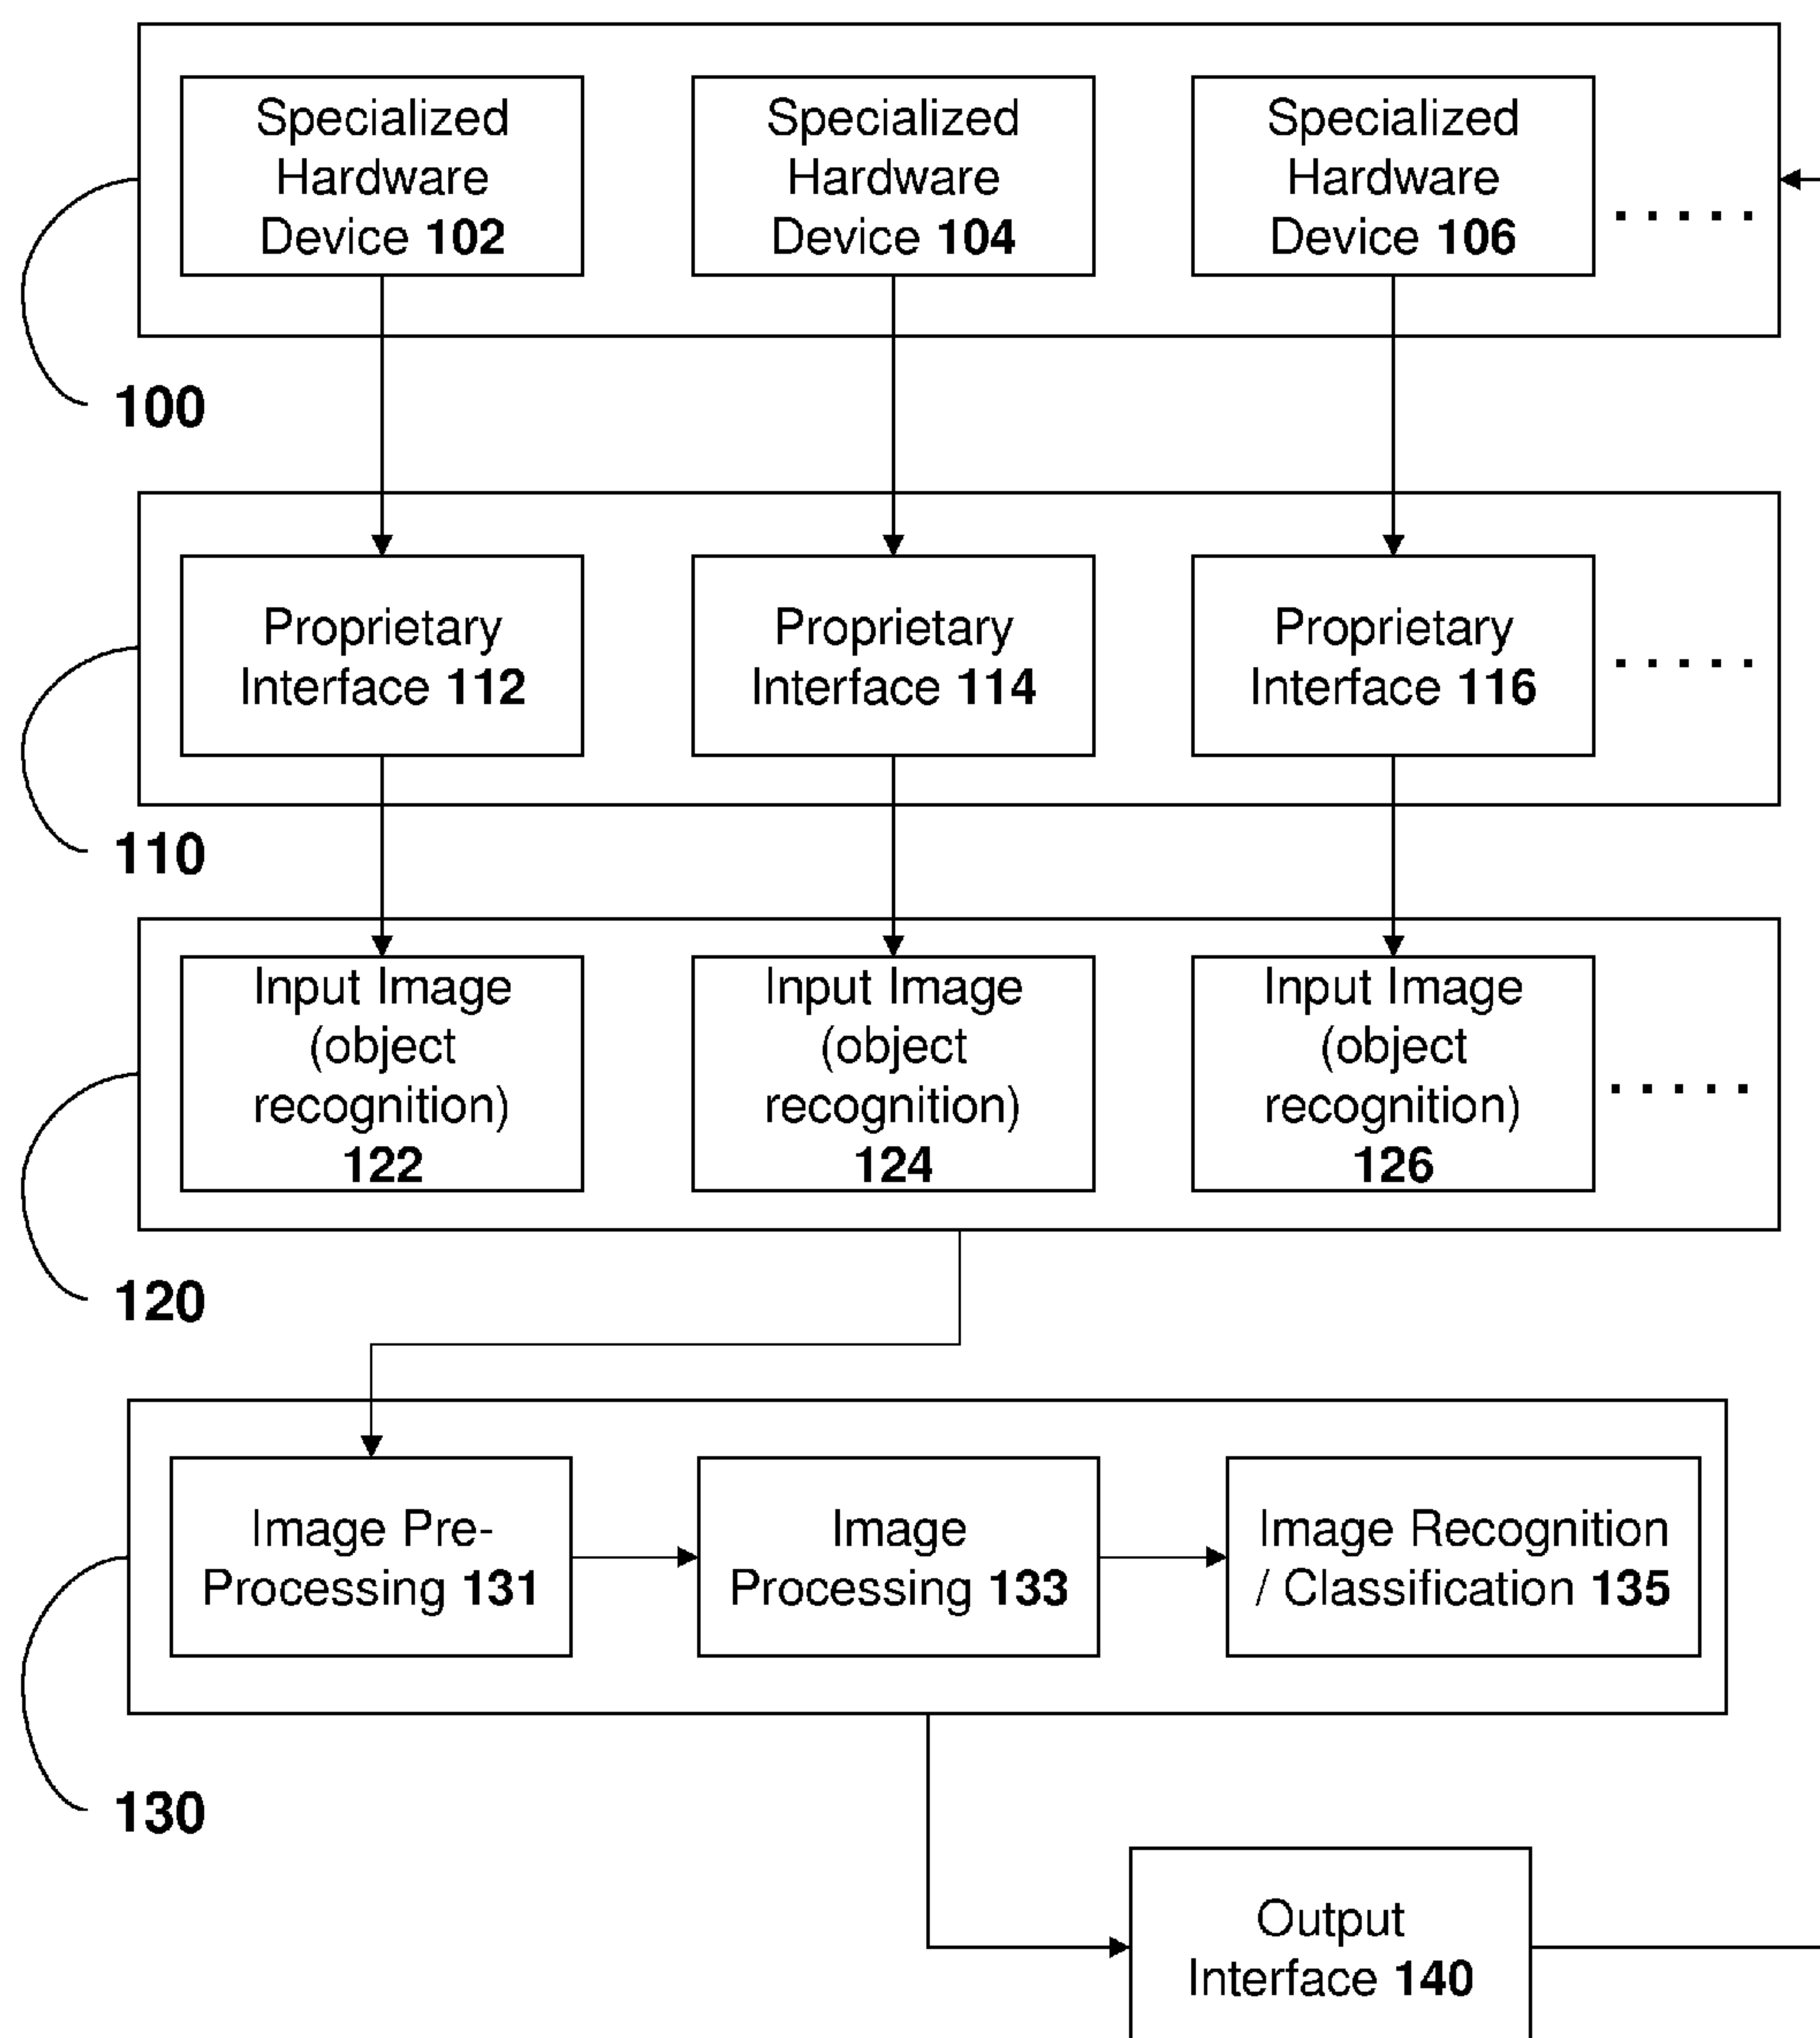 Specialized
Hardware
Device 102
Specialized
Hardware
Device 104
Specialized
Hardware
Device 106
.....
100
Proprietary
Interface 112
Proprietary
Interface 114
Proprietary
Interface 116
.....
110
Input Image
(object
recognition)
122
Input Image
(object
recognition)
124
Input Image
(object
recognition)
126
.....
120
Image Pre-
Processing 131
Image
Processing 133
Image Recognition
/ Classification 135
130
Output
Interface 140